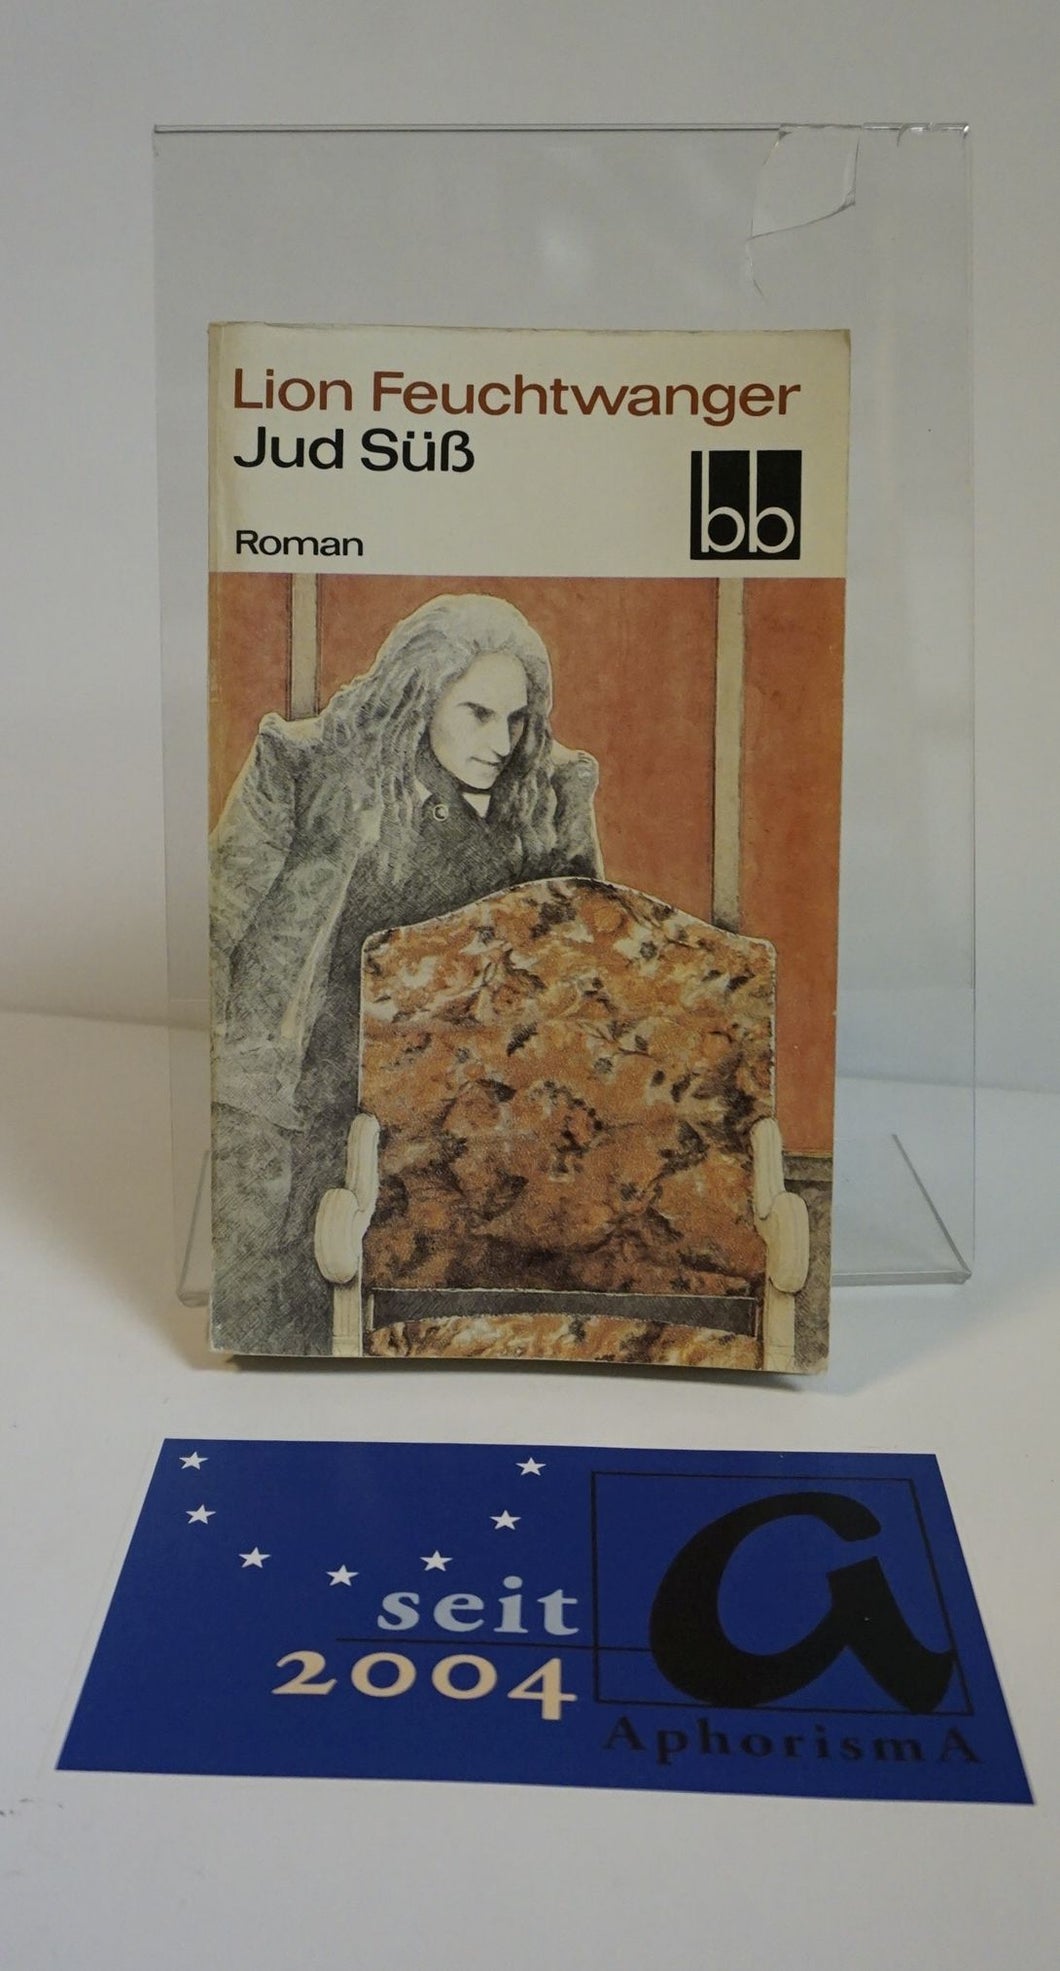 Lion Feuchtwanger
Jud Süß
bb
Roman
seit
2004
a
AphorismA